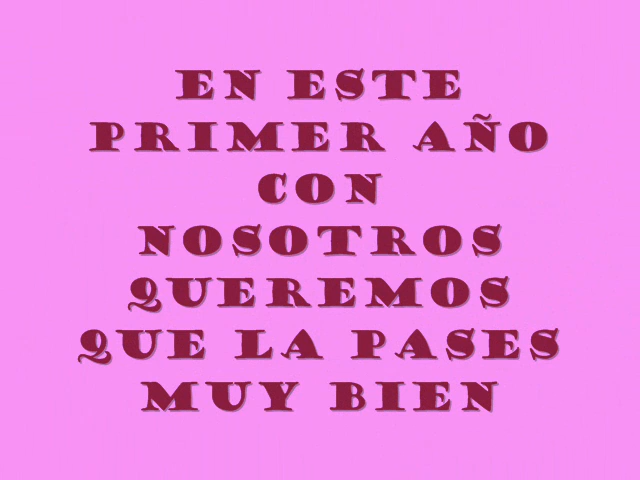 EN ESTE
PRIMER AÑO
CON
NOSOTROS
QUEREMOS
QUE LA PASES
MUY BIEN